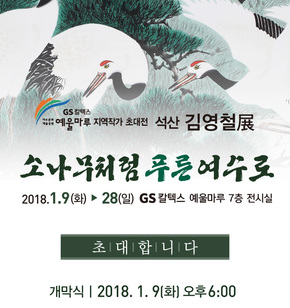 GS칼텍스
예울마루 지역작가 초대전 석산 김영철展
소나무처럼 푸른 여수로
2018.1.9(화) ▶ 28(일) GS칼텍스 예울마루 7층 전시실
초|대|합|니|다
개막식 | 2018. 1. 9(화) 오후 6:00